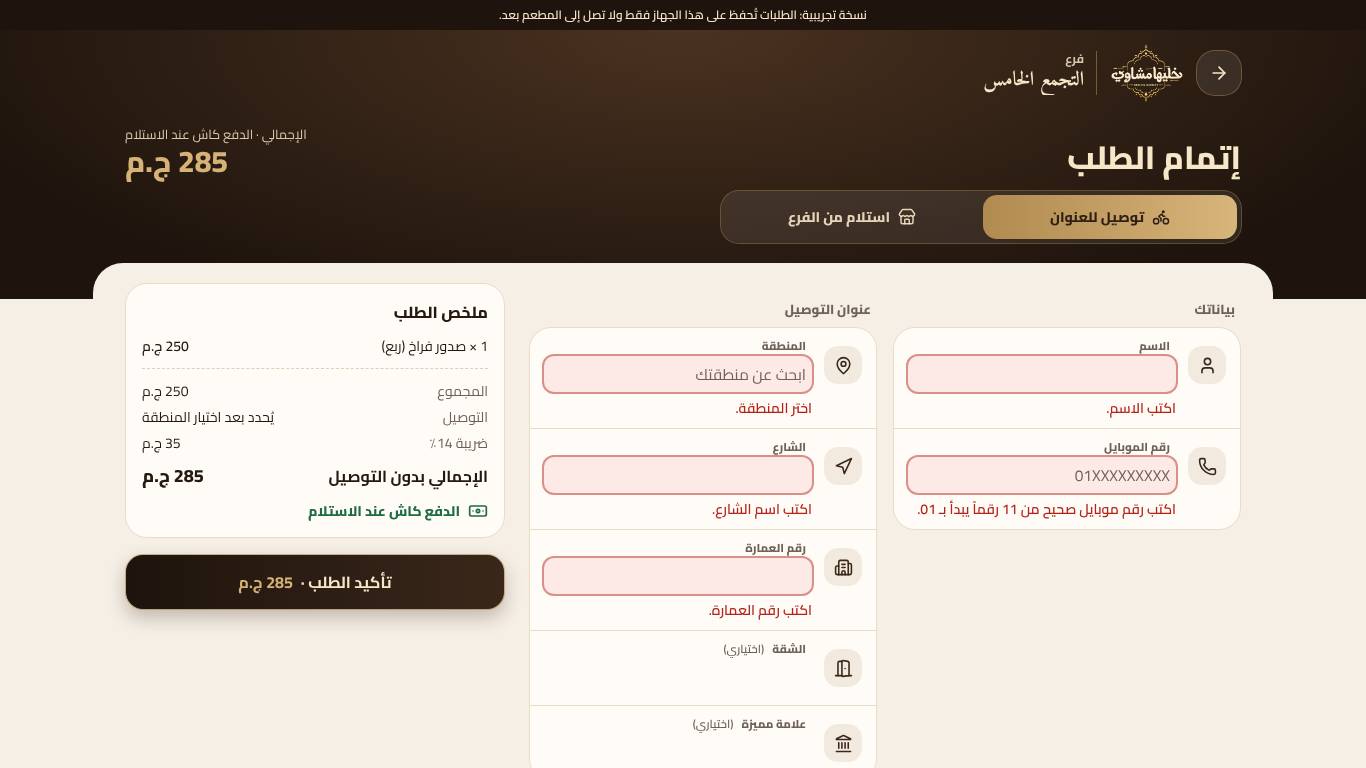 نسخة تجريبية: الطلبات تُحفظ على هذا الجهاز فقط ولا تصل إلى المطعم بعد.
خليها مشاوي
فرع
التجمع الخامس
إتمام الطلب
الإجمالي · الدفع كاش عند الاستلام
285 ج.م
توصيل للعنوان
استلام من الفرع
بياناتك
الاسم
اكتب الاسم.
رقم الموبايل
01XXXXXXXXX
اكتب رقم موبايل صحيح من 11 رقماً يبدأ بـ 01.
عنوان التوصيل
المنطقة
ابحث عن منطقتك
اختر المنطقة.
الشارع
اكتب اسم الشارع.
رقم العمارة
اكتب رقم العمارة.
الشقة (اختياري)
علامة مميزة (اختياري)
ملخص الطلب
1 × صدور فراخ (ربع) 250 ج.م
المجموع 250 ج.م
التوصيل يُحدد بعد اختيار المنطقة
ضريبة 14٪ 35 ج.م
الإجمالي بدون التوصيل 285 ج.م
الدفع كاش عند الاستلام
تأكيد الطلب · 285 ج.م